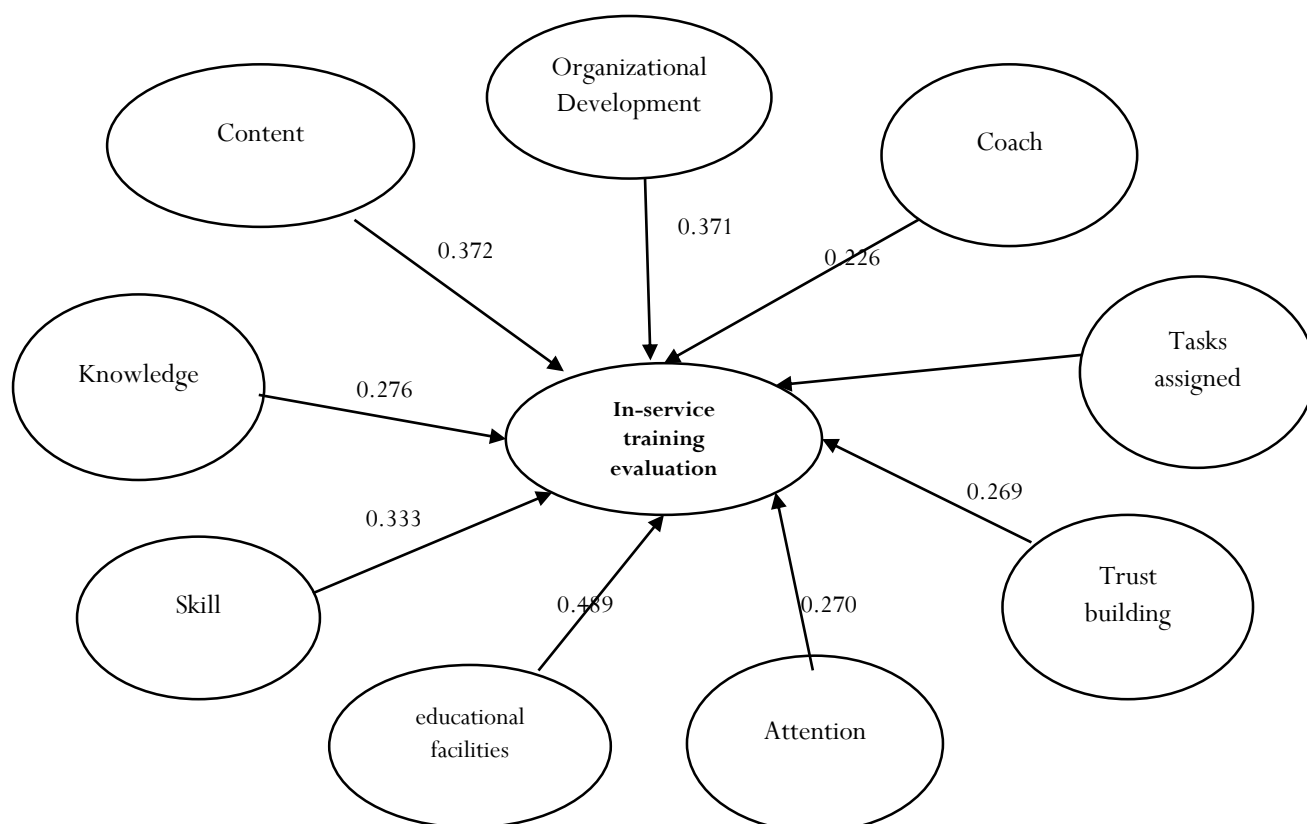 Organizational
Development
Content
Coach
0.371
0.372
0.226
Tasks
assigned
Knowledge
0.276
In-service
training
evaluation
0.269
0.333
Trust
building
Skill
0.489
0.270
educational
facilities
Attention